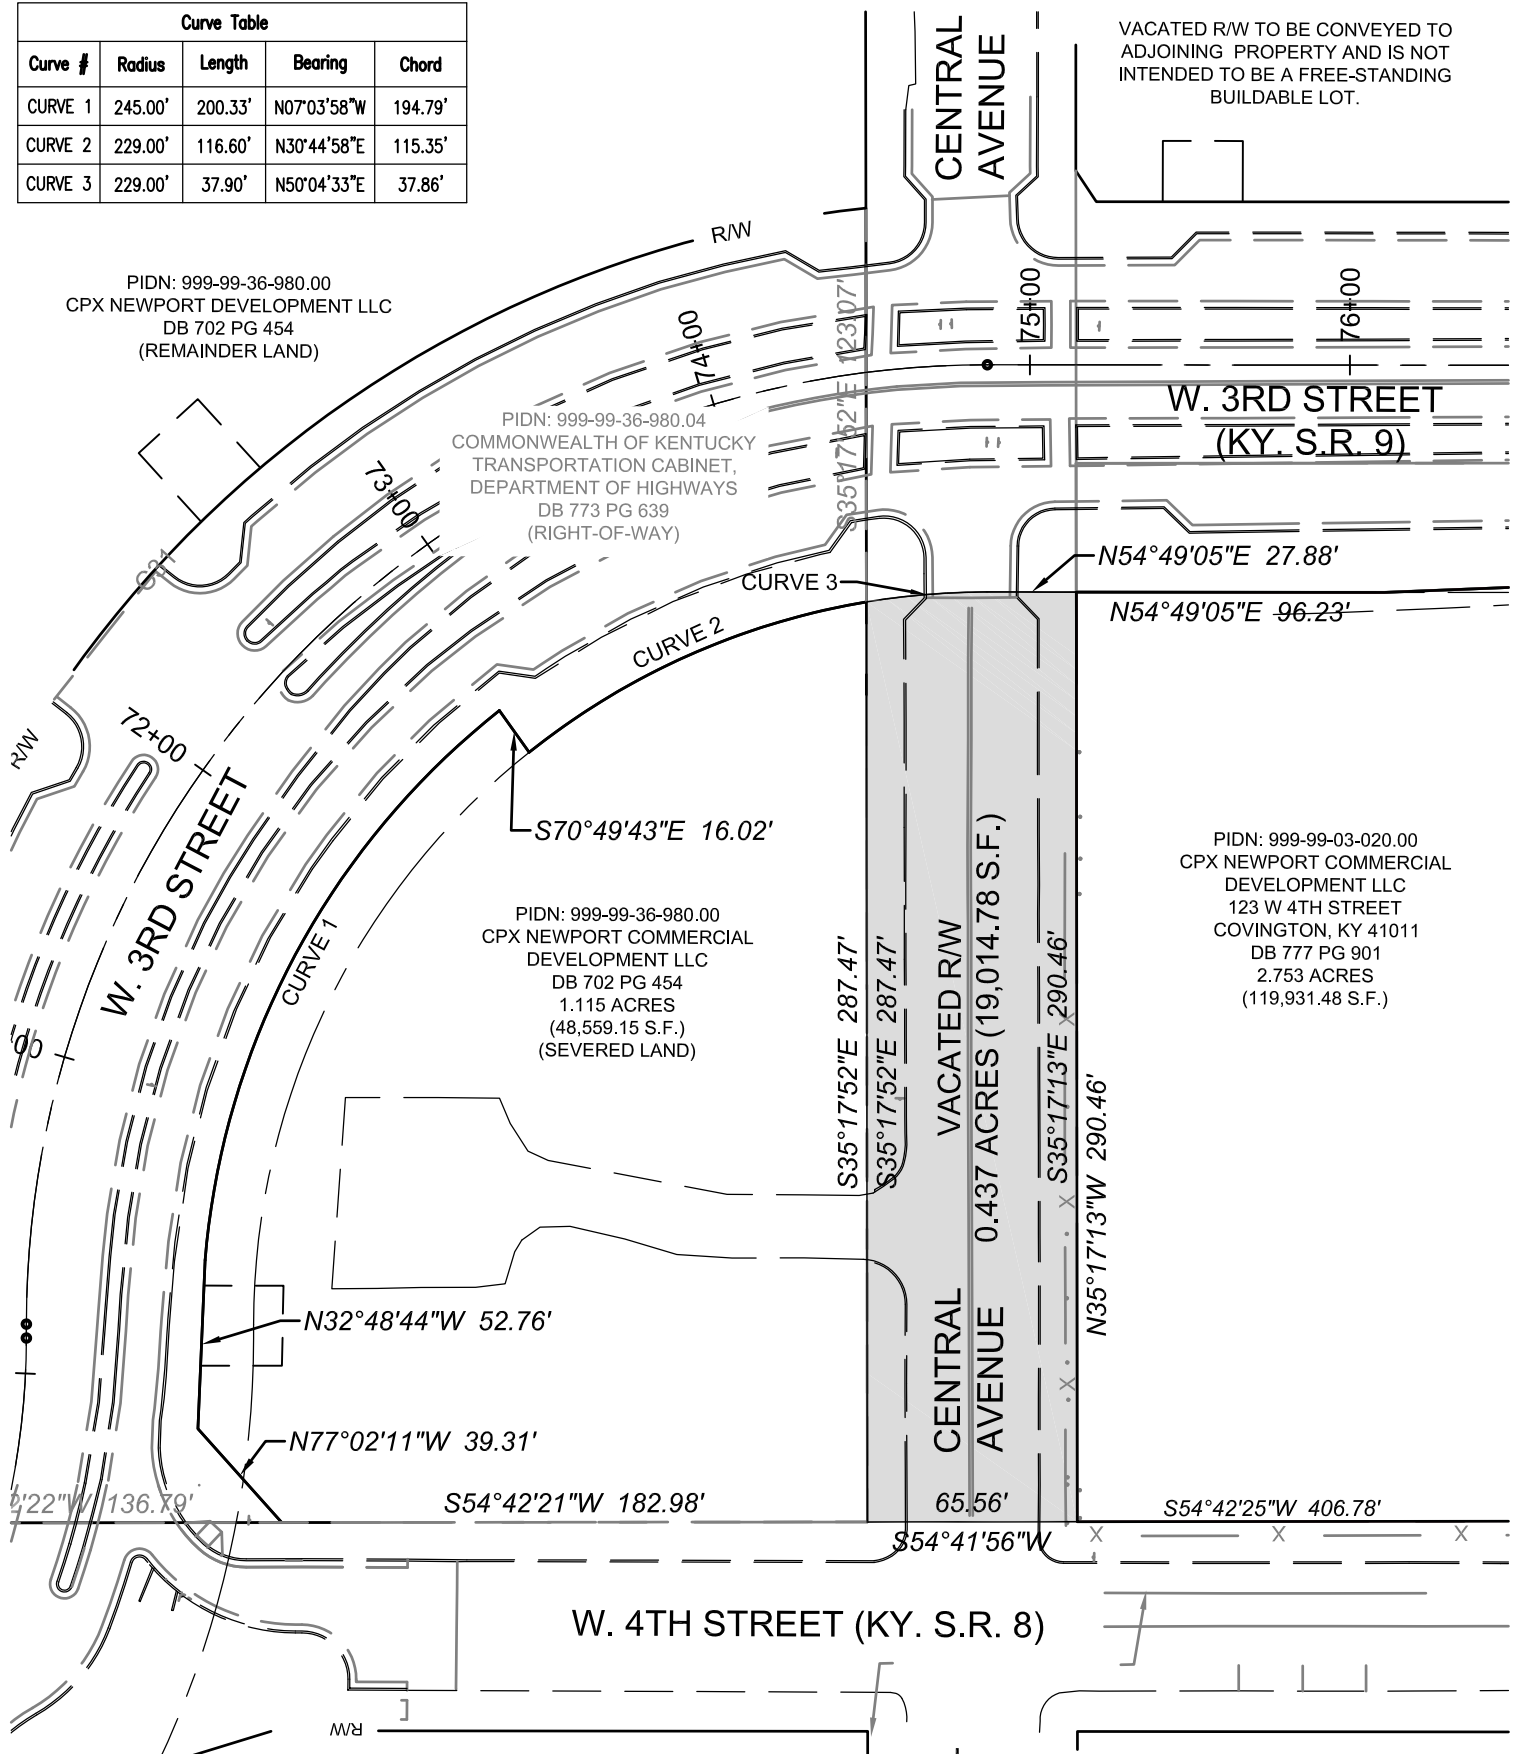 Curve Table
Curve # Radius Length Bearing Chord
CURVE 1 245.00' 200.33' N07°03'58"W 194.79'
CURVE 2 229.00' 116.60' N30°44'58"E 115.35'
CURVE 3 229.00' 37.90' N50°04'33"E 37.86'
CENTRAL
AVENUE
VACATED R/W TO BE CONVEYED TO
ADJOINING PROPERTY AND IS NOT
INTENDED TO BE A FREE-STANDING
BUILDABLE LOT.
R/W
PIDN: 999-99-36-980.00
CPX NEWPORT DEVELOPMENT LLC
DB 702 PG 454
(REMAINDER LAND)
S35°17'52"E 123.07'
74+00
75+00
76+00
W. 3RD STREET
(KY. S.R. 9)
PIDN: 999-99-36-980.04
COMMONWEALTH OF KENTUCKY
TRANSPORTATION CABINET,
DEPARTMENT OF HIGHWAYS
DB 773 PG 639
(RIGHT-OF-WAY)
73+00
N54°49'05"E 27.88'
CURVE 3
N54°49'05"E 96.23'
CURVE 2
72+00
R/W
W. 3RD STREET
S70°49'43"E 16.02'
CURVE 1
PIDN: 999-99-36-980.00
CPX NEWPORT COMMERCIAL
DEVELOPMENT LLC
DB 702 PG 454
1.115 ACRES
(48,559.15 S.F.)
(SEVERED LAND)
S35°17'52"E 287.47'
S35°17'52"E 287.47'
VACATED R/W
0.437 ACRES (19,014.78 S.F.)
S35°17'13"E 290.46'
N35°17'13"W 290.46'
PIDN: 999-99-03-020.00
CPX NEWPORT COMMERCIAL
DEVELOPMENT LLC
123 W 4TH STREET
COVINGTON, KY 41011
DB 777 PG 901
2.753 ACRES
(119,931.48 S.F.)
'00
N32°48'44"W 52.76'
CENTRAL
AVENUE
N77°02'11"W 39.31'
2'22"W 136.79'
S54°42'21"W 182.98'
65.56'
S54°41'56"W
S54°42'25"W 406.78'
X X X
X
X
X
W. 4TH STREET (KY. S.R. 8)
R/W